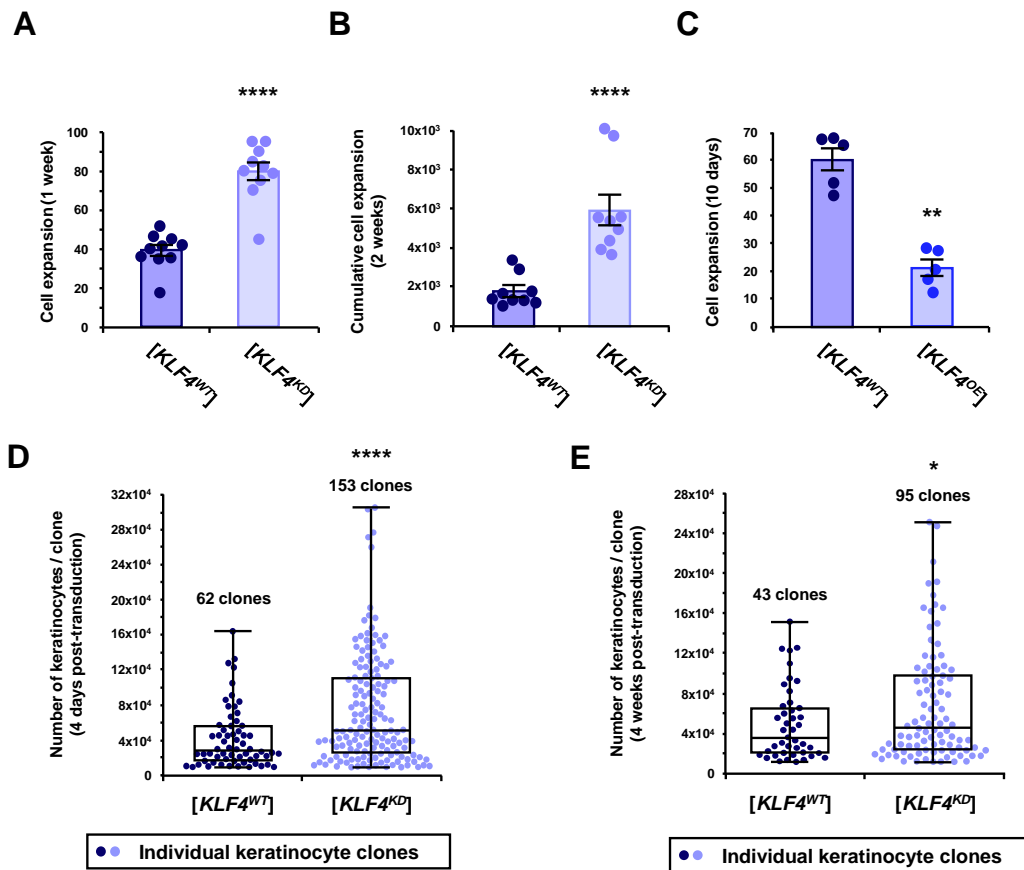 A
B
C
****
****
**
Cell expansion (1 week)
100
80
60
40
20
0
[KLF4ᵂᵀ]
[KLF4ᴷᴰ]
Cumulative cell expansion
(2 weeks)
10x10³
8x10³
6x10³
4x10³
2x10³
0
[KLF4ᵂᵀ]
[KLF4ᴷᴰ]
Cell expansion (10 days)
70
60
50
40
30
20
10
0
[KLF4ᵂᵀ]
[KLF4ᴼᴱ]
D
****
153 clones
62 clones
Number of keratinocytes / clone
(4 days post-transduction)
32x10⁴
28x10⁴
24x10⁴
20x10⁴
16x10⁴
12x10⁴
8x10⁴
4x10⁴
0
[KLF4ᵂᵀ]
[KLF4ᴷᴰ]
Individual keratinocyte clones
E
*
95 clones
43 clones
Number of keratinocytes / clone
(4 weeks post-transduction)
28x10⁴
24x10⁴
20x10⁴
16x10⁴
12x10⁴
8x10⁴
4x10⁴
0
[KLF4ᵂᵀ]
[KLF4ᴷᴰ]
Individual keratinocyte clones